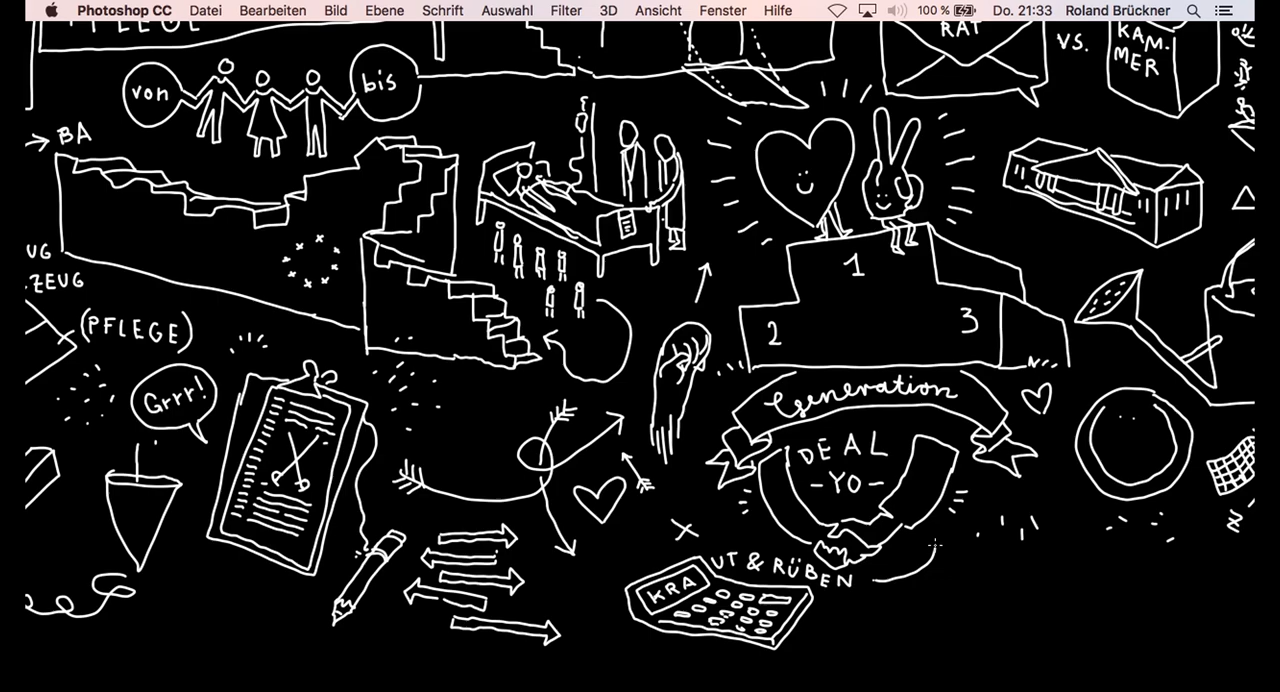 Photoshop CC Datei Bearbeiten Bild Ebene Schrift Auswahl Filter 3D Ansicht Fenster Hilfe 100 % Do. 21:33 Roland Brückner
PFLEGE
RAT
VS.
KAM-
MER
von
bis
→ BA
1
2
3
UG
ZEUG
(PFLEGE)
Grrr!
Generation
DEAL
-YO-
KRA UT & RÜBEN